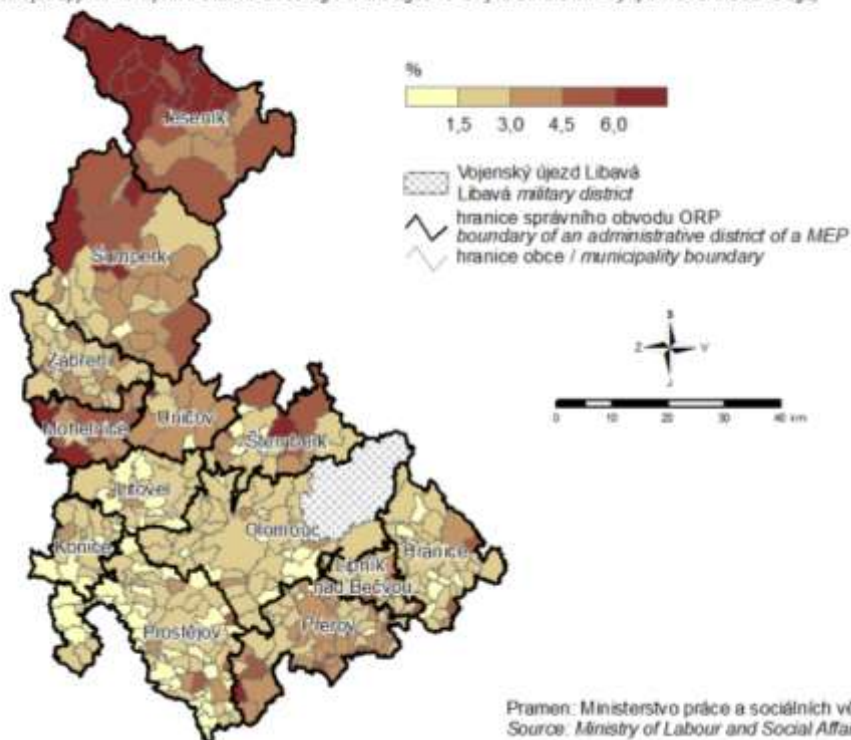 %
1,5 3,0 4,5 6,0
Vojenský újezd Libavá
Libavá military district
hranice správního obvodu ORP
boundary of an administrative district of a MEP
hranice obce / municipality boundary
Jeseník
Šumperk
S
Z V
J
Zábřeh
0 10 20 30 40 km
Mohelnice
Uničov
Šternberk
Litovel
Olomouc
Konice
Hranice
Lipník
nad Bečvou
Přerov
Prostějov
Pramen: Ministerstvo práce a sociálních
Source: Ministry of Labour and Social